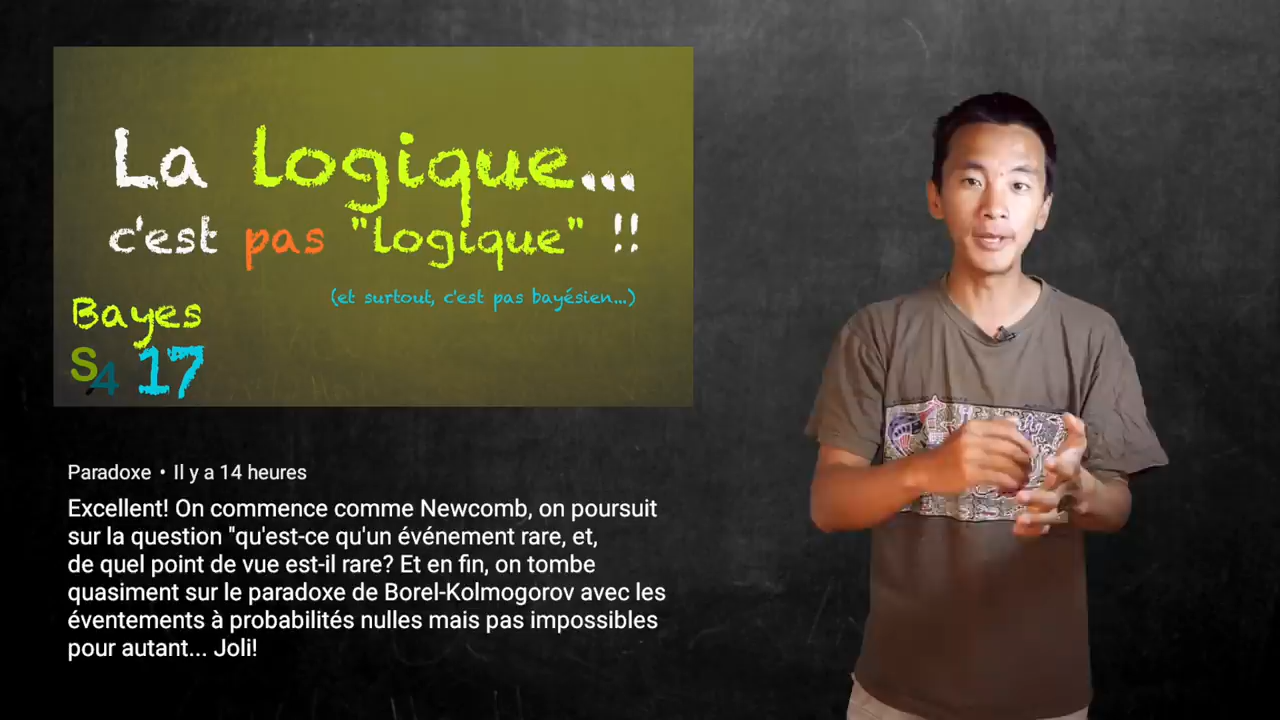 La logique...
c'est pas "logique" !!
(et surtout, c'est pas bayésien...)
Bayes
S4 17
Paradoxe • Il y a 14 heures
Excellent! On commence comme Newcomb, on poursuit
sur la question "qu'est-ce qu'un événement rare, et,
de quel point de vue est-il rare? Et en fin, on tombe
quasiment sur le paradoxe de Borel-Kolmogorov avec les
éventements à probabilités nulles mais pas impossibles
pour autant... Joli!